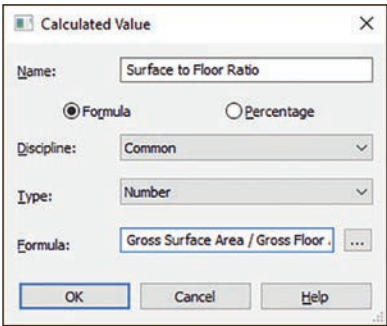 Calculated Value
Name: Surface to Floor Ratio
Formula Percentage
Discipline: Common
Type: Number
Formula: Gross Surface Area / Gross Floor ...
OK Cancel Help